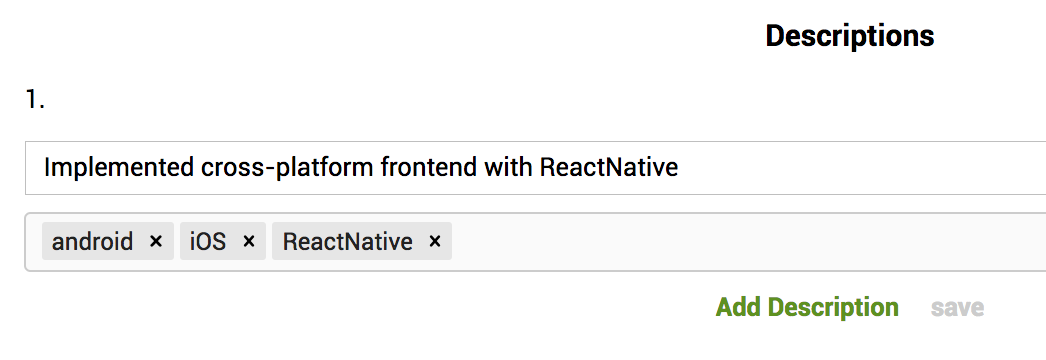 Descriptions
1.
Implemented cross-platform frontend with ReactNative
android × iOS × ReactNative ×
Add Description save